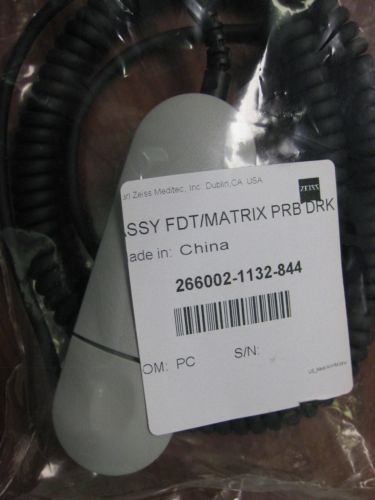 url Zeiss Meditec, Inc. Dublin,CA. USA
ZEISS
ASSY FDT/MATRIX PRB DRK
ade in: China
266002-1132-844
OM: PC S/N: